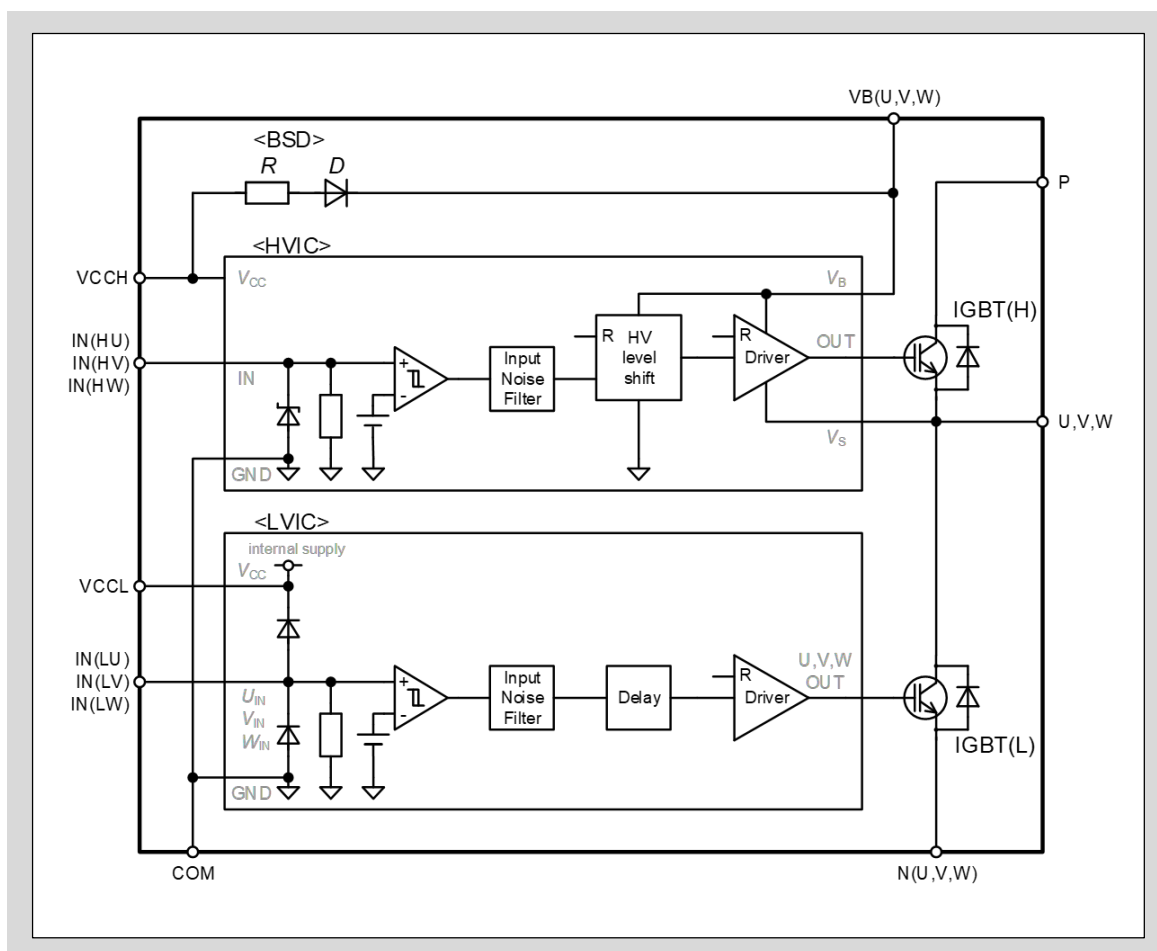 VB(U,V,W)
<BSD>
R D
P
<HVIC>
VCCH
VCC
VB
IGBT(H)
IN(HU)
IN(HV)
IN(HW)
IN
+
-
Input
Noise
Filter
R HV
level
shift
R
Driver
OUT
U,V,W
VS
GND
<LVIC>
internal supply
VCC
VCCL
IN(LU)
IN(LV)
IN(LW)
UIN
VIN
WIN
+
-
Input
Noise
Filter
Delay
R
Driver
U,V,W
OUT
IGBT(L)
GND
COM
N(U,V,W)